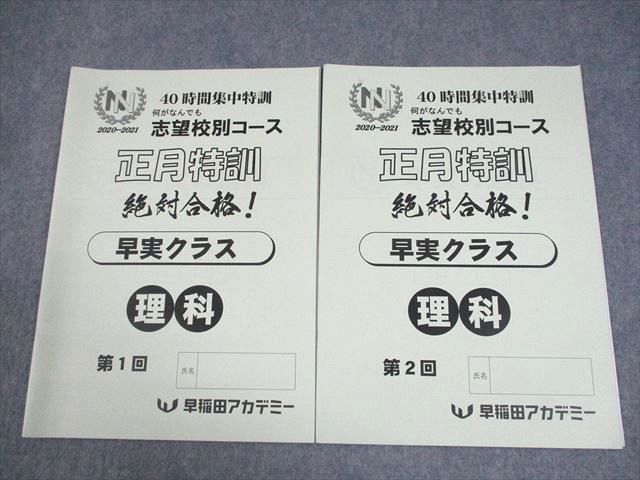 NN
2020-2021
40時間集中特訓
何がなんでも
志望校別コース
正月特訓
絶対合格!
早実クラス
理科
第1回
氏名
早稲田アカデミー
NN
2020-2021
40時間集中特訓
何がなんでも
志望校別コース
正月特訓
絶対合格!
早実クラス
理科
第2回
氏名
早稲田アカデミー